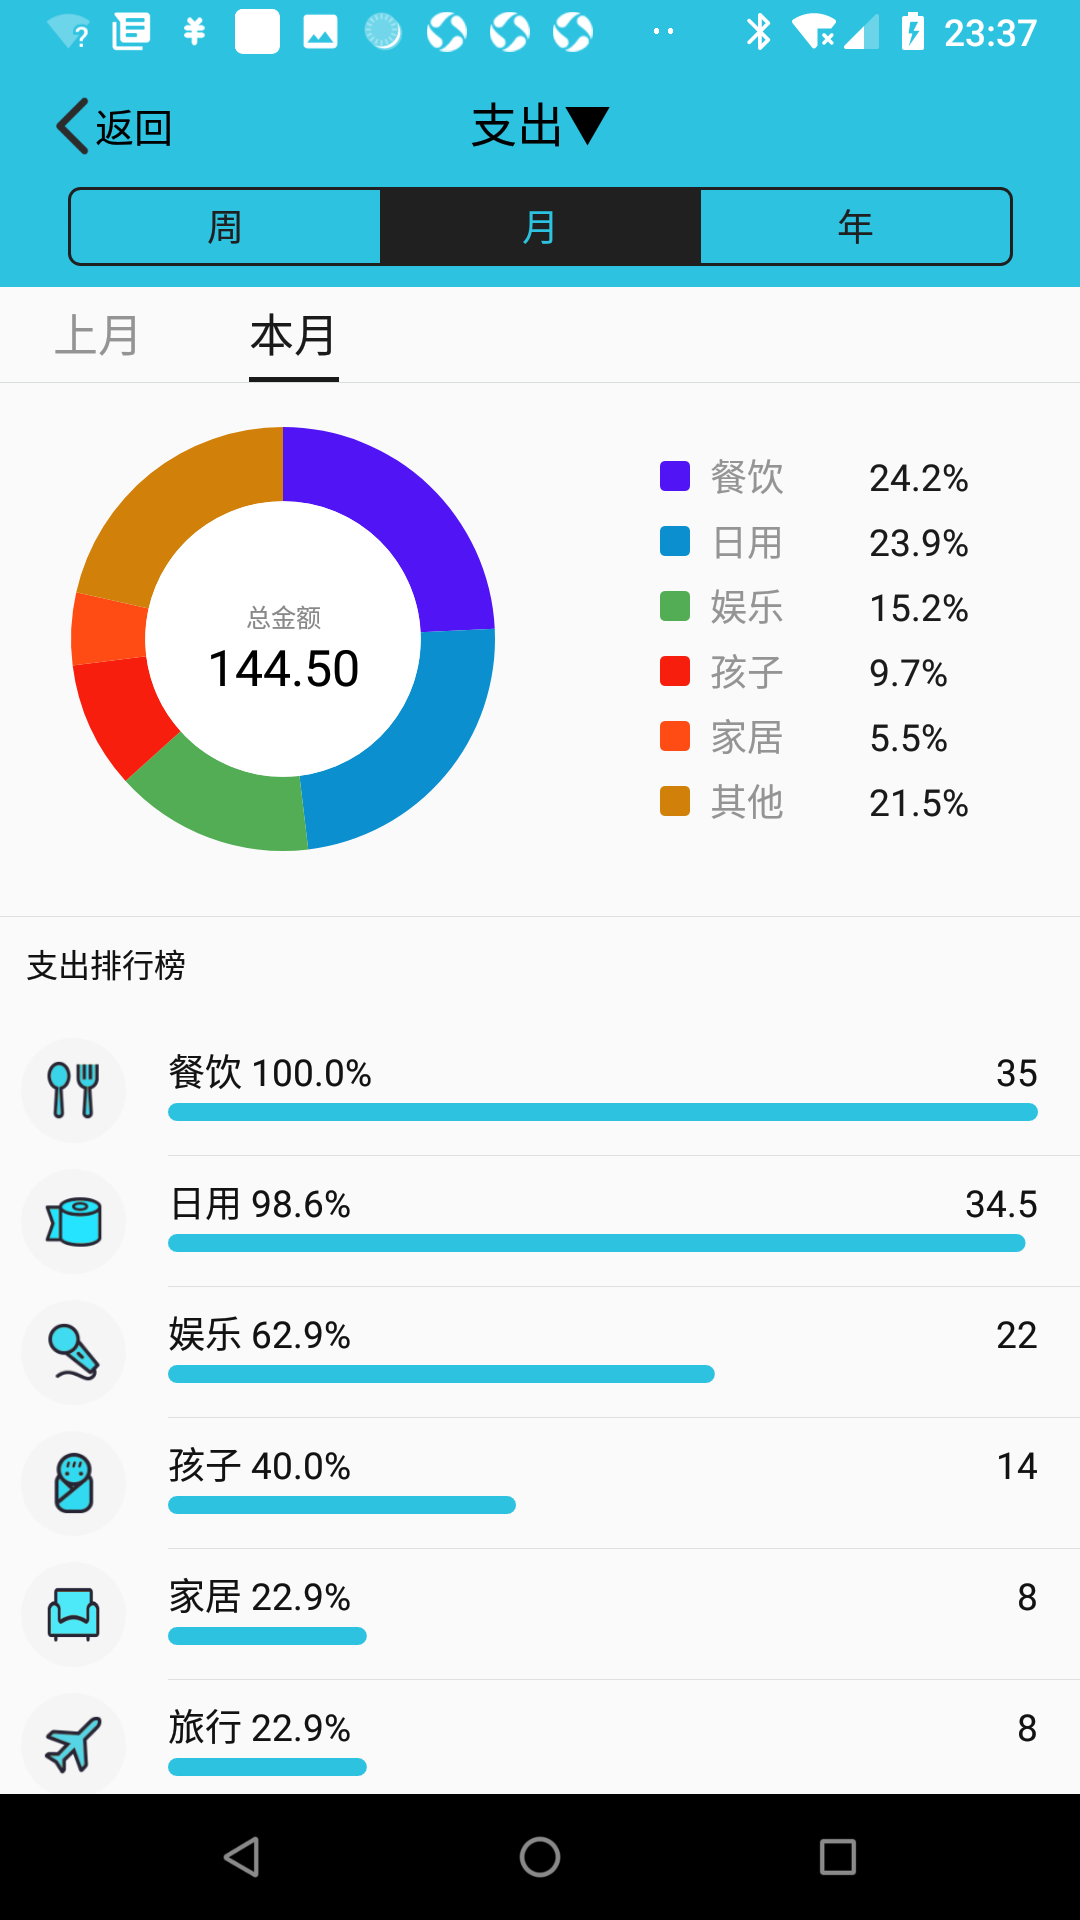 23:37
返回
支出▼
周 月 年
上月 本月
总金额
144.50
餐饮 24.2%
日用 23.9%
娱乐 15.2%
孩子 9.7%
家居 5.5%
其他 21.5%
支出排行榜
餐饮 100.0% 35
日用 98.6% 34.5
娱乐 62.9% 22
孩子 40.0% 14
家居 22.9% 8
旅行 22.9% 8